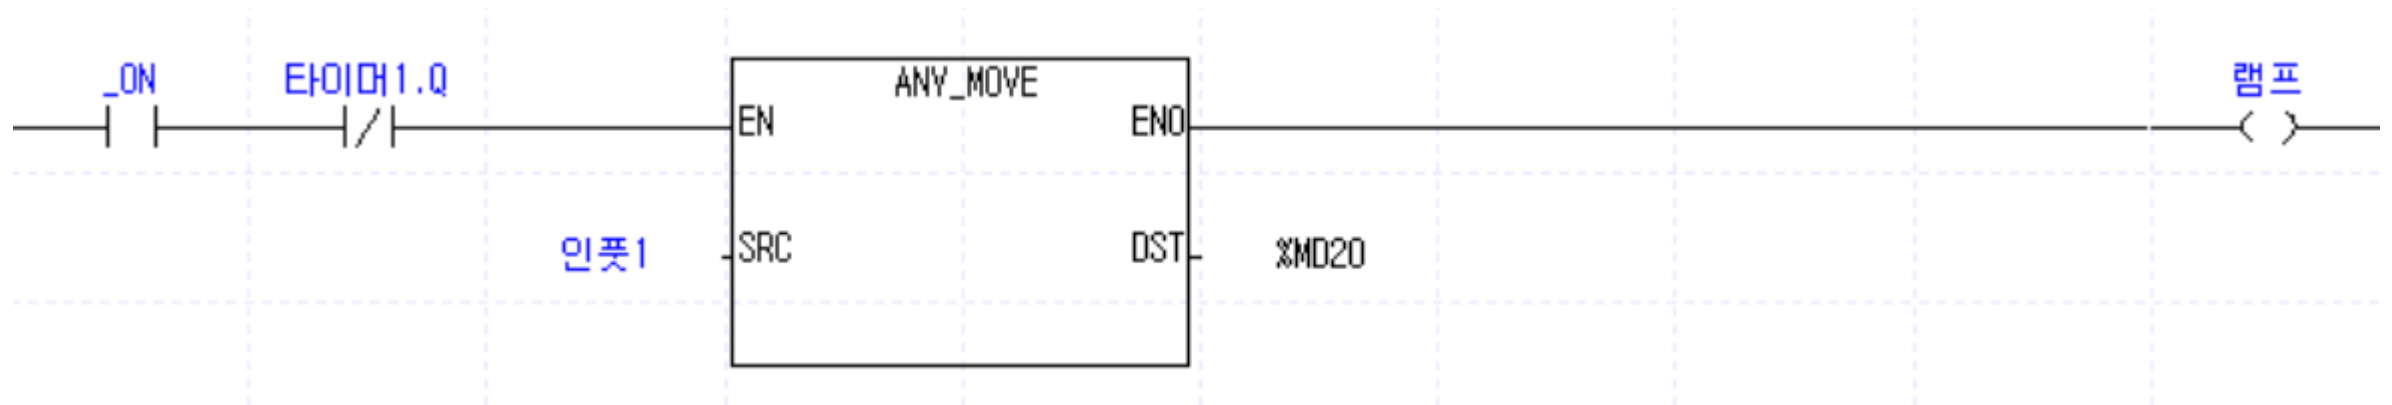 _ON 타이머1.Q ANY_MOVE 램프
EN ENO
인풋1 SRC DST %MD20